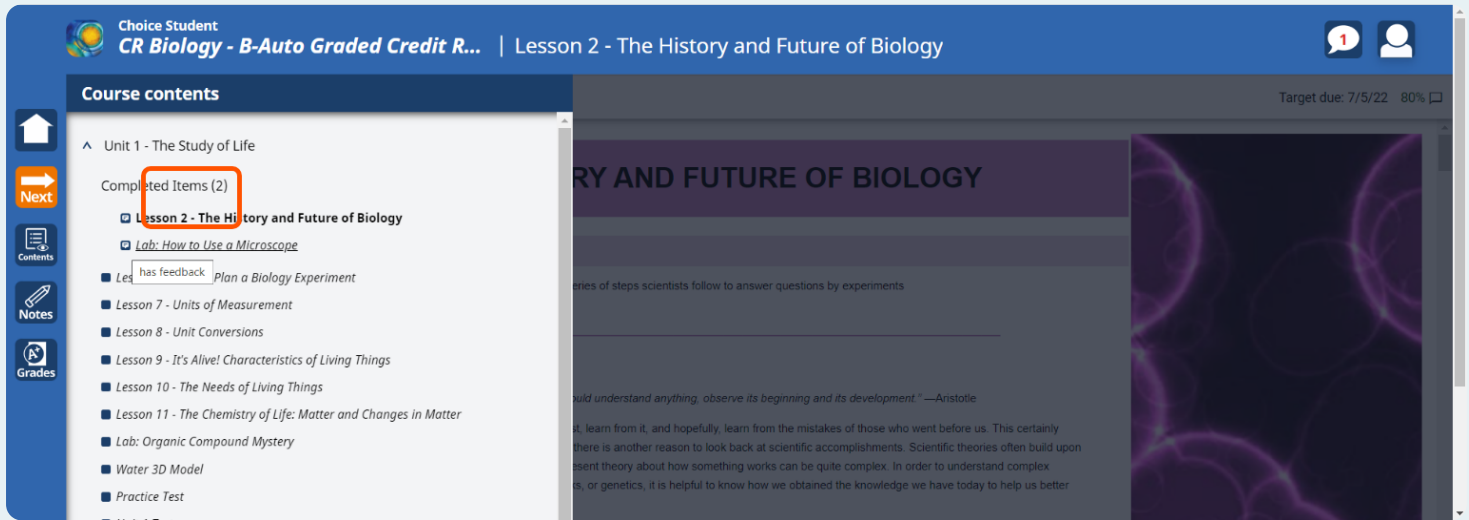 Choice Student
CR Biology - B-Auto Graded Credit R... | Lesson 2 - The History and Future of Biology
1
Course contents
Target due: 7/5/22 80%
Unit 1 - The Study of Life
Completed Items (2)
RY AND FUTURE OF BIOLOGY
Next
Lesson 2 - The History and Future of Biology
Lab: How to Use a Microscope
Contents
has feedback
Les Plan a Biology Experiment
eries of steps scientists follow to answer questions by experiments
Lesson 7 - Units of Measurement
Notes
Lesson 8 - Unit Conversions
Lesson 9 - It's Alive! Characteristics of Living Things
A+
Grades
Lesson 10 - The Needs of Living Things
ould understand anything, observe its beginning and its development." —Aristotle
Lesson 11 - The Chemistry of Life: Matter and Changes in Matter
st, learn from it, and hopefully, learn from the mistakes of those who went before us. This certainly
Lab: Organic Compound Mystery
there is another reason to look back at scientific accomplishments. Scientific theories often build upon
Water 3D Model
esent theory about how something works can be quite complex. In order to understand complex
cs, or genetics, it is helpful to know how we obtained the knowledge we have today to help us better
Practice Test